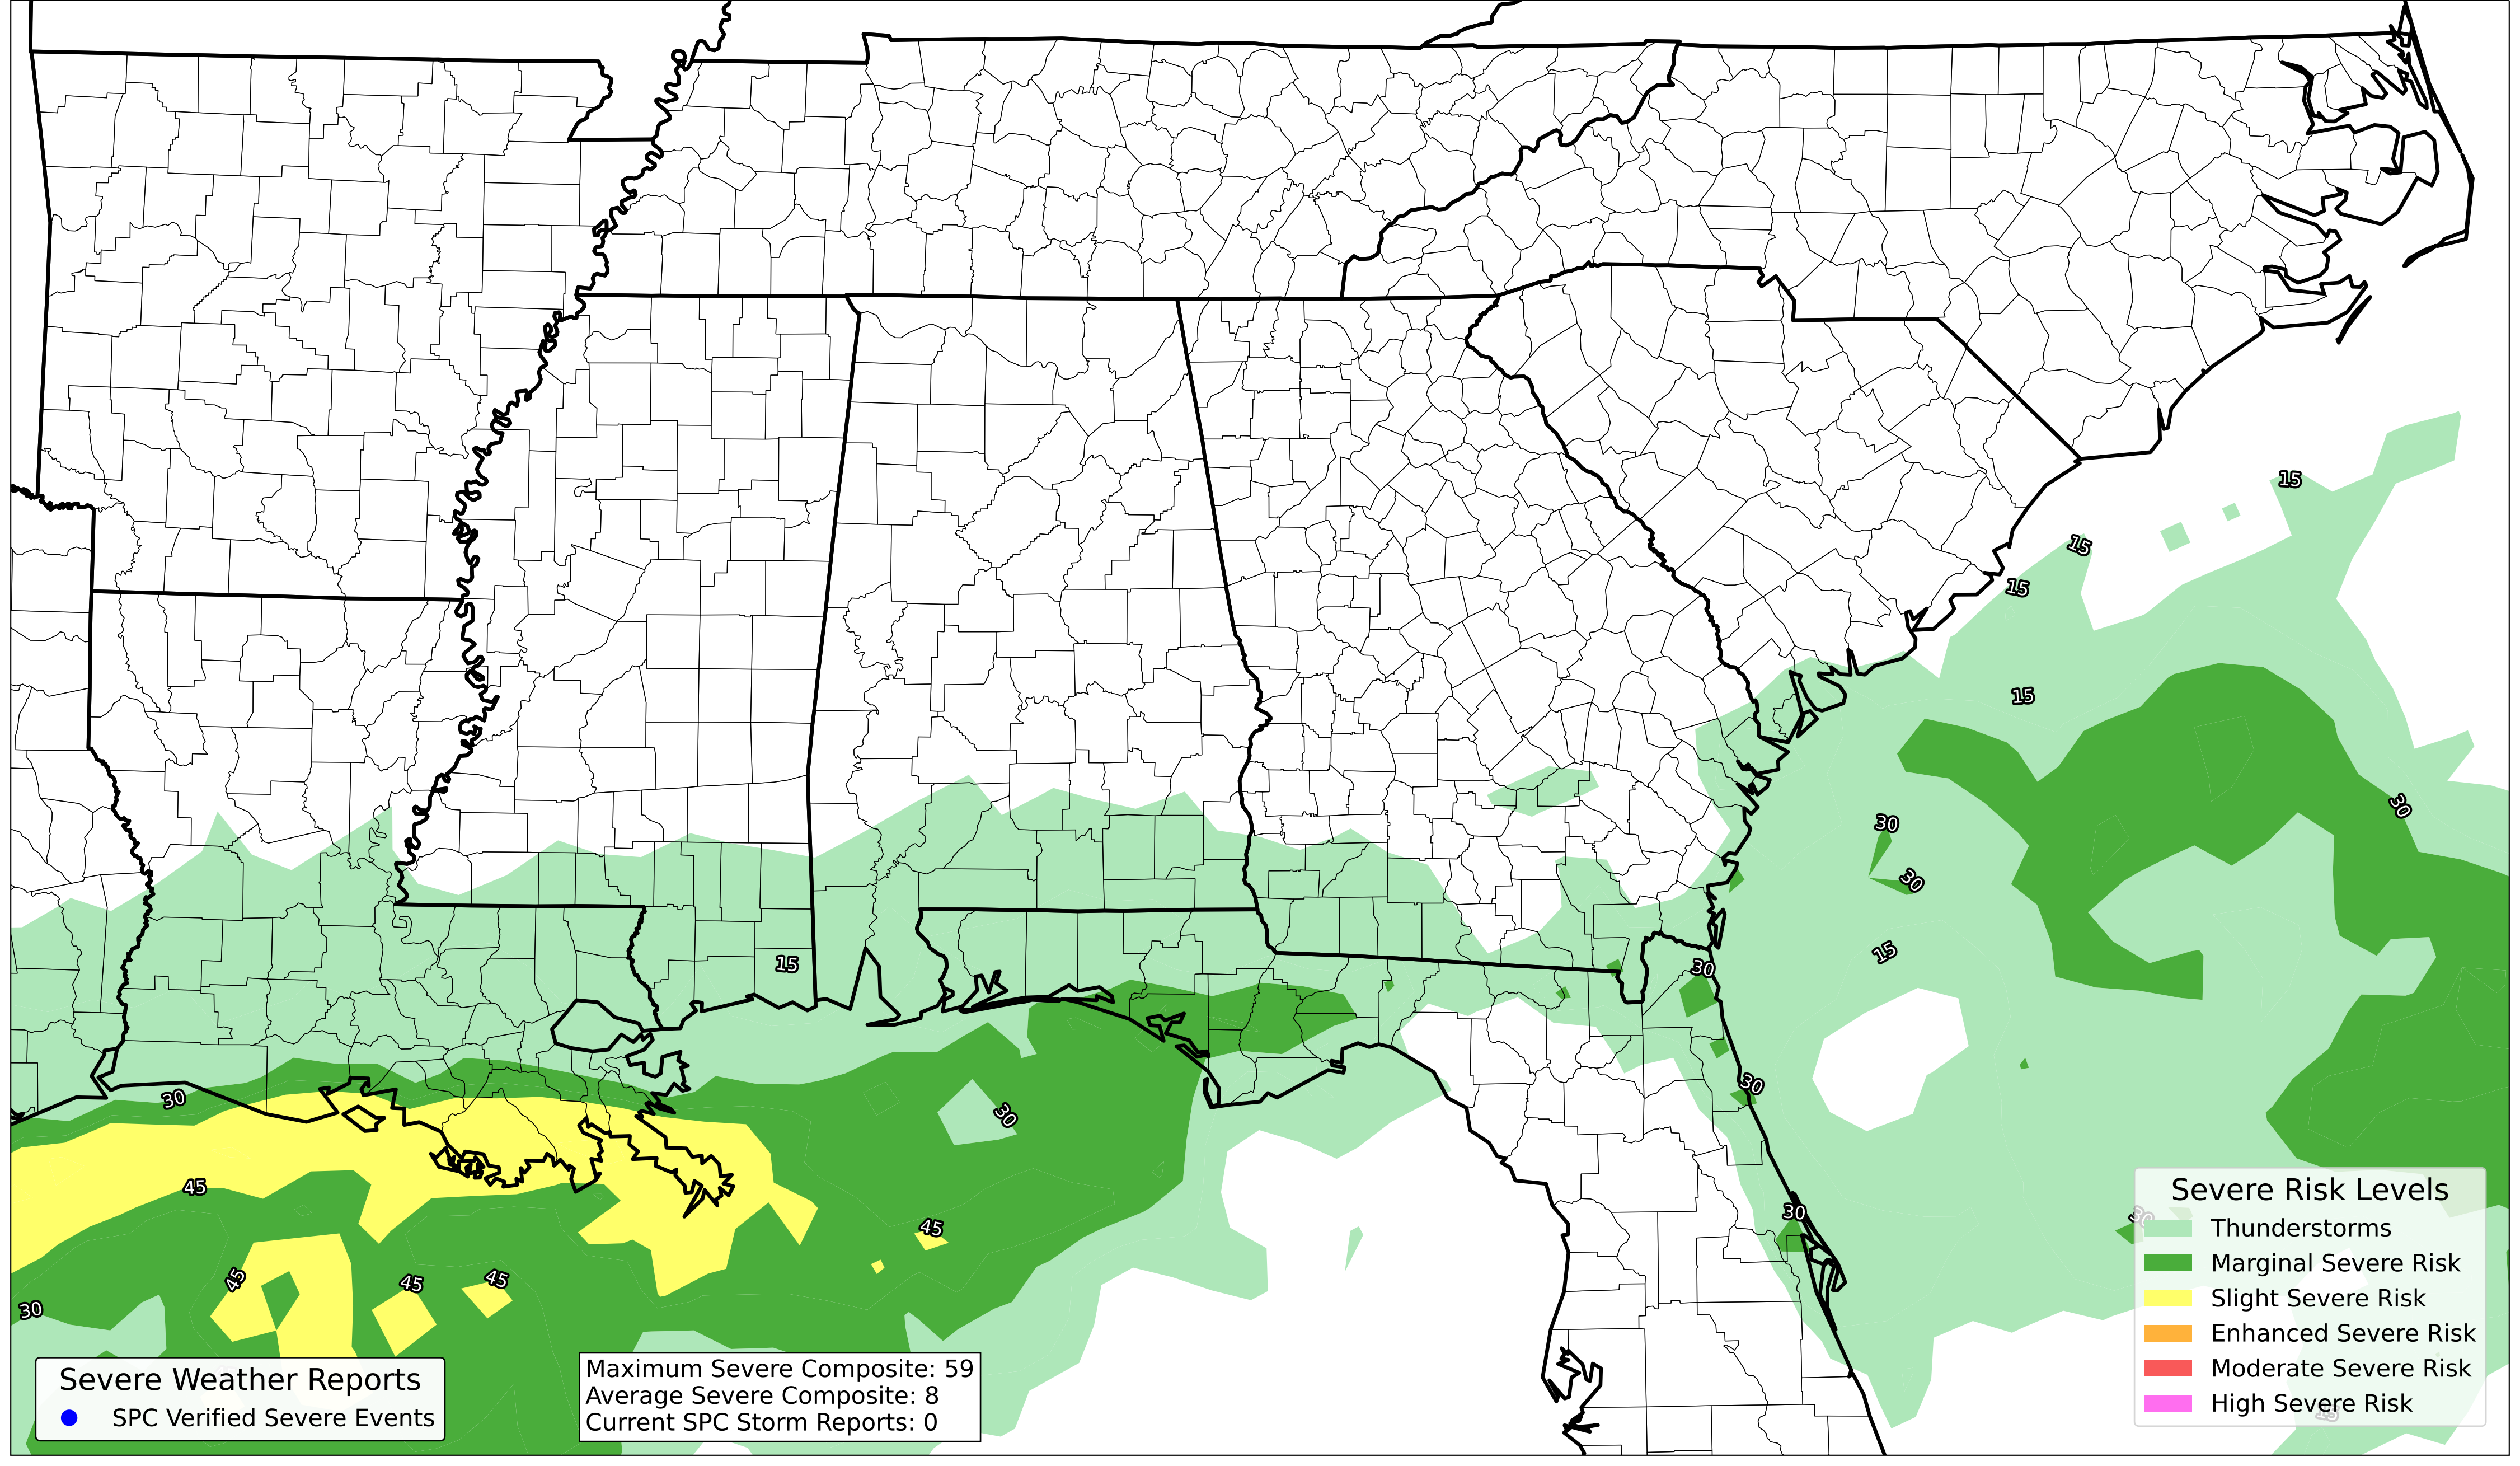 15
15
15
15
30
30
30
15
15
30
30
30
30
45
45
30
45
45
45
30
30
Severe Risk Levels
Thunderstorms
Marginal Severe Risk
Slight Severe Risk
Enhanced Severe Risk
Moderate Severe Risk
High Severe Risk
15
Severe Weather Reports
SPC Verified Severe Events
Maximum Severe Composite: 59
Average Severe Composite: 8
Current SPC Storm Reports: 0